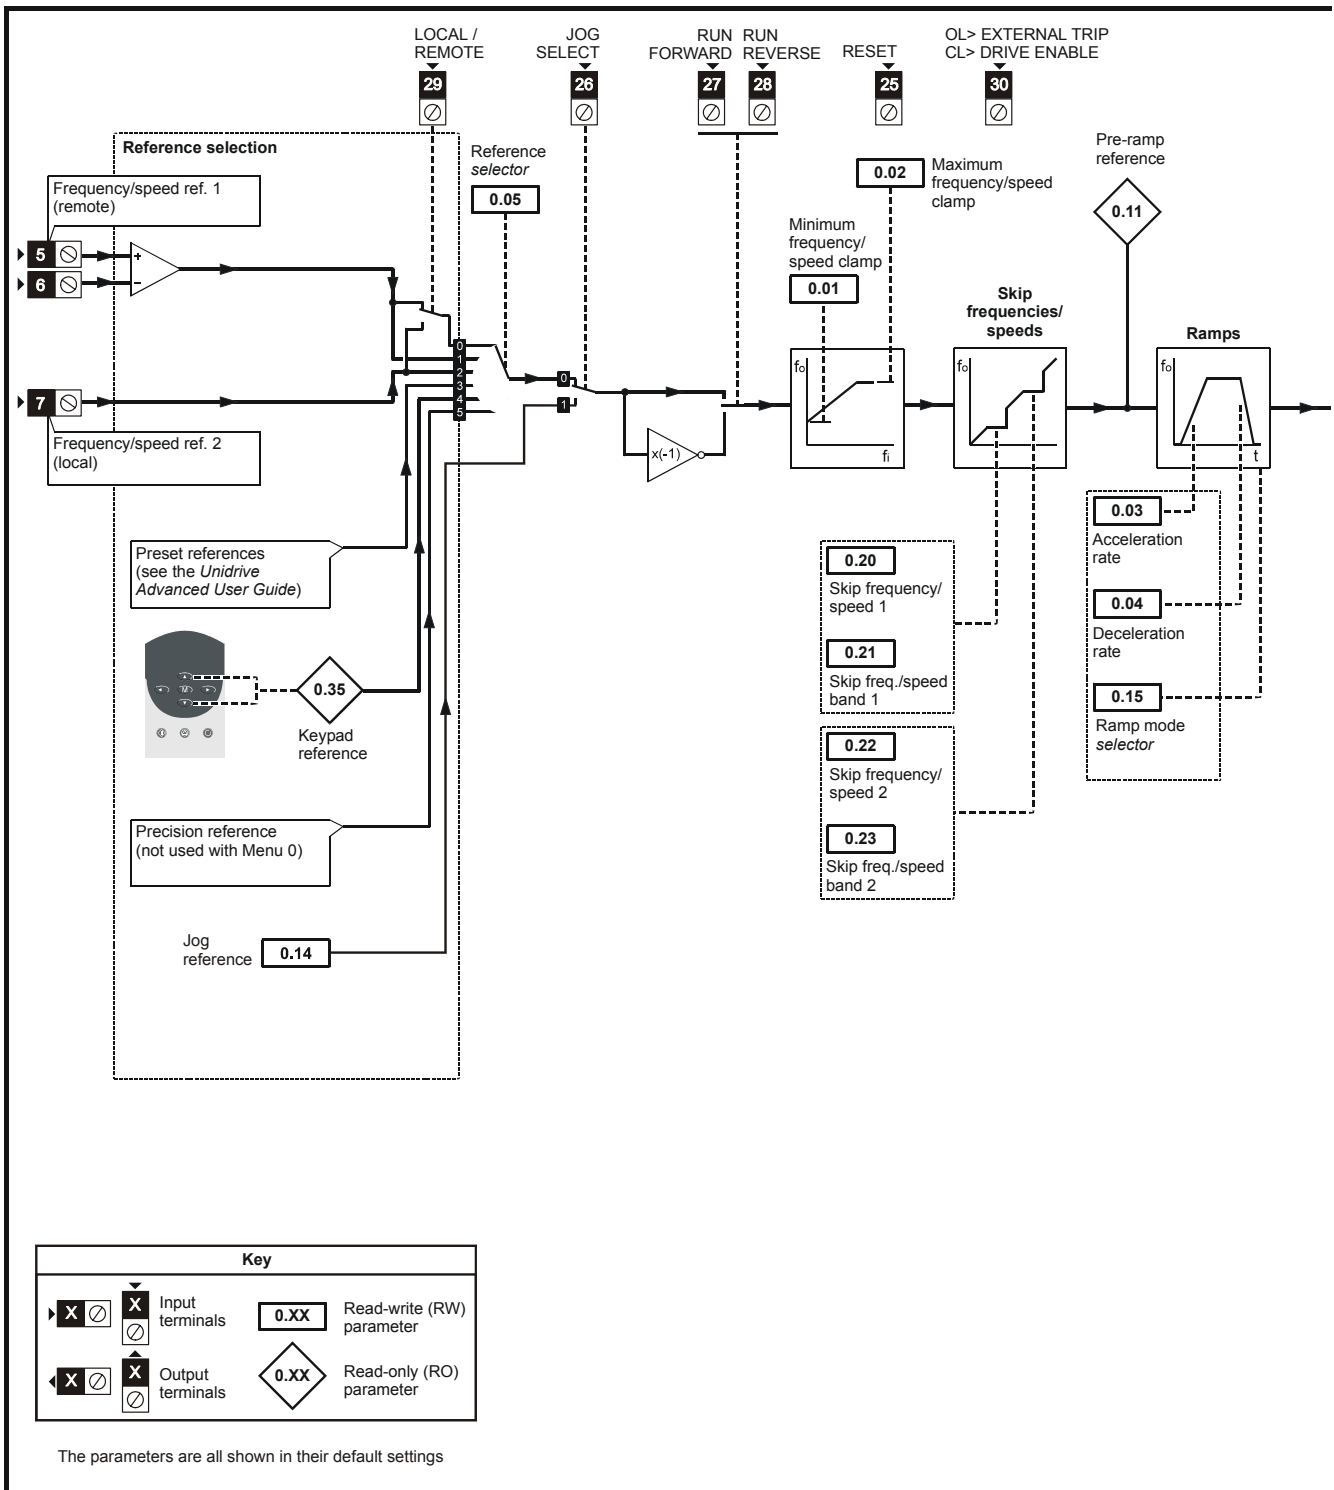 LOCAL /
REMOTE
29
JOG
SELECT
26
RUN
FORWARD
27
RUN
REVERSE
28
RESET
25
OL> EXTERNAL TRIP
CL> DRIVE ENABLE
30
Reference selection
Frequency/speed ref. 1
(remote)
5
6
+
−
7
Frequency/speed ref. 2
(local)
Reference
selector
0.05
0
1
2
3
4
5
0
1
x(-1)
Minimum
frequency/
speed clamp
0.01
0.02
Maximum
frequency/speed
clamp
fo
fi
Skip
frequencies/
speeds
fo
Pre-ramp
reference
0.11
Ramps
fo
t
Preset references
(see the Unidrive
Advanced User Guide)
M
0.35
Keypad
reference
Precision reference
(not used with Menu 0)
Jog
reference
0.14
0.20
Skip frequency/
speed 1
0.21
Skip freq./speed
band 1
0.22
Skip frequency/
speed 2
0.23
Skip freq./speed
band 2
0.03
Acceleration
rate
0.04
Deceleration
rate
0.15
Ramp mode
selector
Key
X
X
Input
terminals
0.XX
Read-write (RW)
parameter
X
X
Output
terminals
0.XX
Read-only (RO)
parameter
The parameters are all shown in their default settings